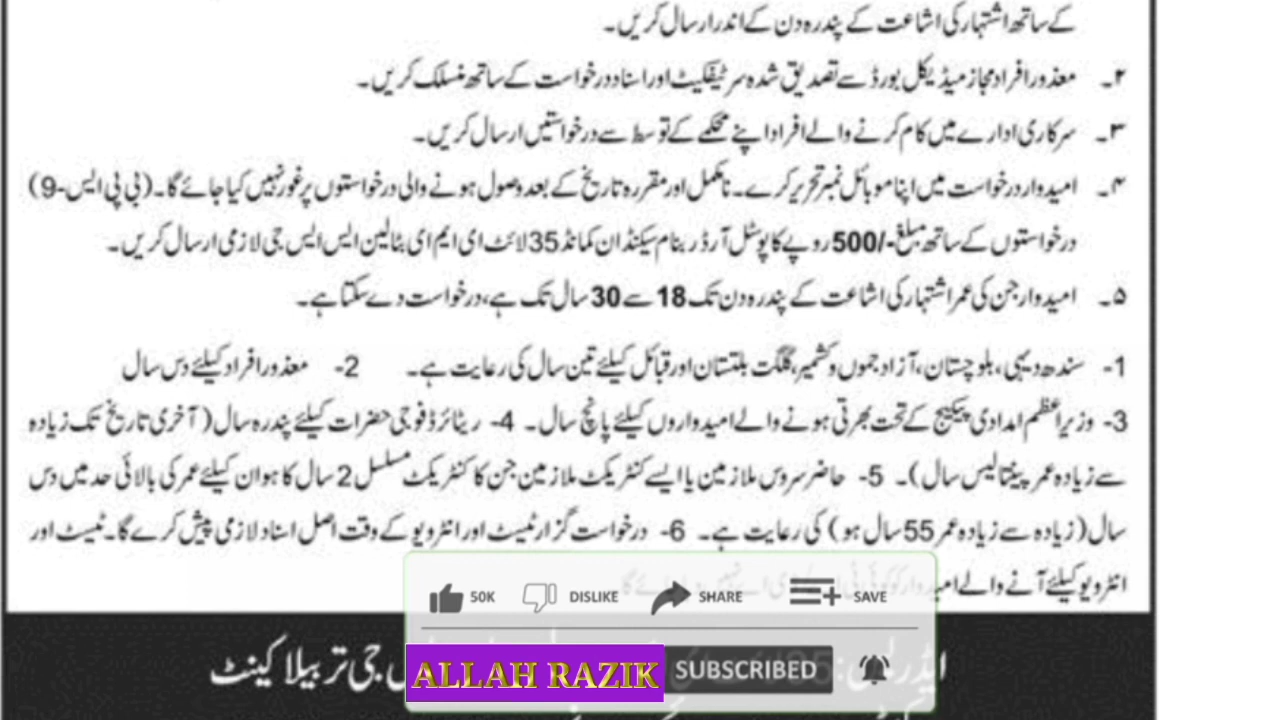 کے ساتھ اشتہار کی اشاعت کے پندرہ دن کے اندر ارسال کریں۔
۲۔ معذور افراد مجاز میڈیکل بورڈ سے تصدیق شدہ سرٹیفکیٹ اور اسناد درخواست کے ساتھ منسلک کریں۔
۳۔ سرکاری ادارے میں کام کرنے والے افراد اپنے محکمے کے توسط سے درخواستیں ارسال کریں۔
۴۔ امیدوار درخواست میں اپنا موبائل نمبر تحریر کرے۔ نامکمل اور مقررہ تاریخ کے بعد وصول ہونے والی درخواستوں پر غور نہیں کیا جائے گا۔ (بی پی ایس-9)
درخواستوں کے ساتھ مبلغ -/500 روپے کا پوسٹل آرڈر بنام سیکنڈ ان کمانڈ 35 لائٹ ای ایم ای بٹالین ایس ایس جی لازمی ارسال کریں۔
۵۔ امیدوار جن کی عمر اشتہار کی اشاعت کے پندرہ دن تک 18 سے 30 سال تک ہے، درخواست دے سکتا ہے۔
1- سندھ دیہی، بلوچستان، آزاد جموں و کشمیر، گلگت بلتستان اور قبائل کیلئے تین سال کی رعایت ہے۔ 2- معذور افراد کیلئے دس سال
3- وزیر اعظم امدادی پیکیج کے تحت بھرتی ہونے والے امیدواروں کیلئے پانچ سال۔ 4- ریٹائرڈ فوجی حضرات کیلئے پندرہ سال (آخری تاریخ تک زیادہ
سے زیادہ عمر پینتالیس سال)۔ 5- حاضر سروس ملازمین یا ایسے کنٹریکٹ ملازمین جن کا کنٹریکٹ مسلسل 2 سال کا ہو ان کیلئے عمر کی بالائی حد میں دس
سال (زیادہ سے زیادہ عمر 55 سال ہو) کی رعایت ہے۔ 6- درخواست گزار ٹیسٹ اور انٹرویو کے وقت اصل اسناد لازمی پیش کرے گا۔ ٹیسٹ اور
انٹرویو کیلئے آنے والے امیدوار کو
50K DISLIKE SHARE SAVE
ایڈریس: جی تربیلا کینٹ
ALLAH RAZIK SUBSCRIBED